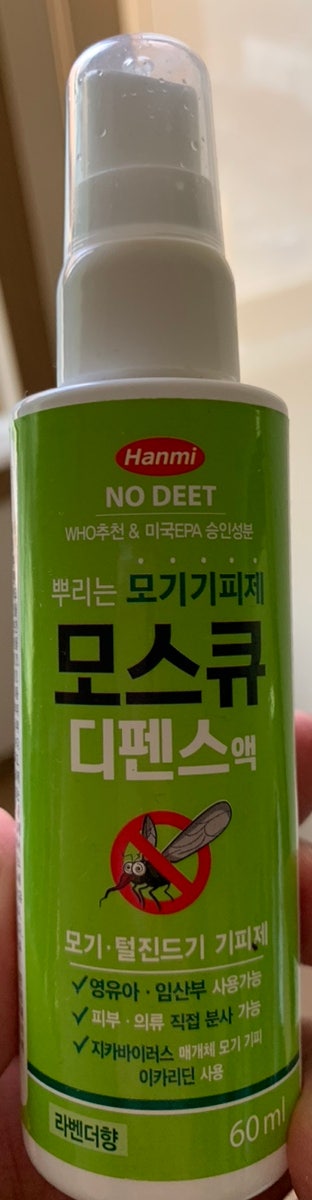 Hanmi
NO DEET
WHO추천 & 미국EPA 승인성분
뿌리는 모기기피제
모스큐
디펜스액
모기·털진드기 기피제
✓영유아·임산부 사용가능
✓피부·의류 직접 분사 가능
✓지카바이러스 매개체 모기 기피
이카리딘 사용
라벤더향
60ml